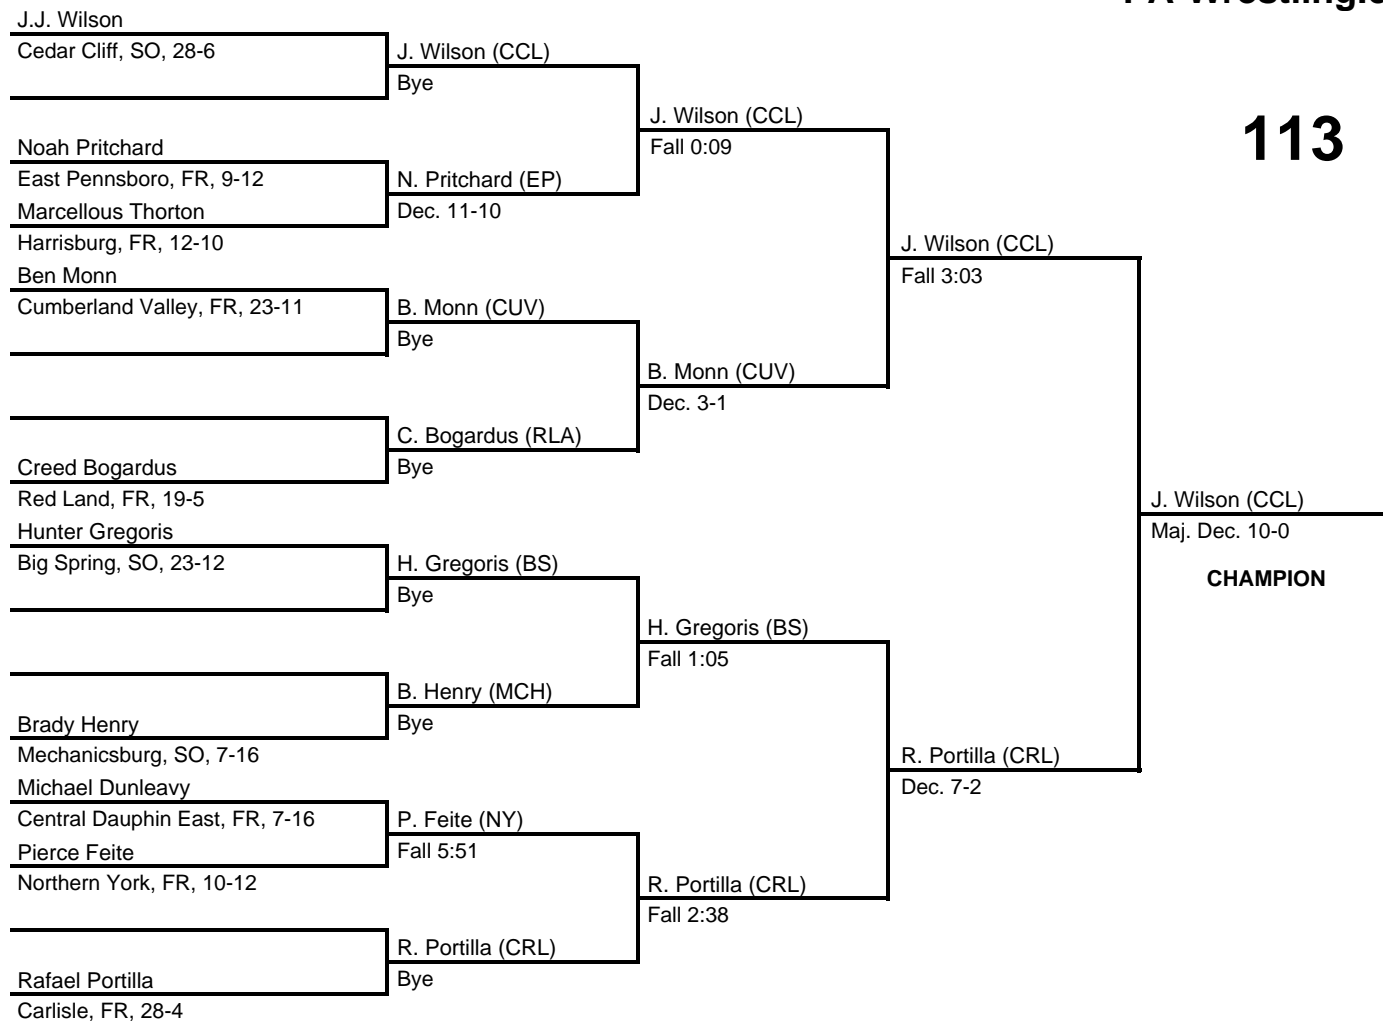 J.J. Wilson
Cedar Cliff, SO, 28-6
Noah Pritchard
East Pennsboro, FR, 9-12
Marcellous Thorton
Harrisburg, FR, 12-10
Ben Monn
Cumberland Valley, FR, 23-11
Creed Bogardus
Red Land, FR, 19-5
Hunter Gregoris
Big Spring, SO, 23-12
Brady Henry
Mechanicsburg, SO, 7-16
Michael Dunleavy
Central Dauphin East, FR, 7-16
Pierce Feite
Northern York, FR, 10-12
Rafael Portilla
Carlisle, FR, 28-4
J. Wilson (CCL)
Bye
N. Pritchard (EP)
Dec. 11-10
B. Monn (CUV)
Bye
C. Bogardus (RLA)
Bye
H. Gregoris (BS)
Bye
B. Henry (MCH)
Bye
P. Feite (NY)
Fall 5:51
R. Portilla (CRL)
Bye
J. Wilson (CCL)
Fall 0:09
B. Monn (CUV)
Dec. 3-1
H. Gregoris (BS)
Fall 1:05
R. Portilla (CRL)
Fall 2:38
J. Wilson (CCL)
Fall 3:03
R. Portilla (CRL)
Dec. 7-2
113
J. Wilson (CCL)
Maj. Dec. 10-0
CHAMPION